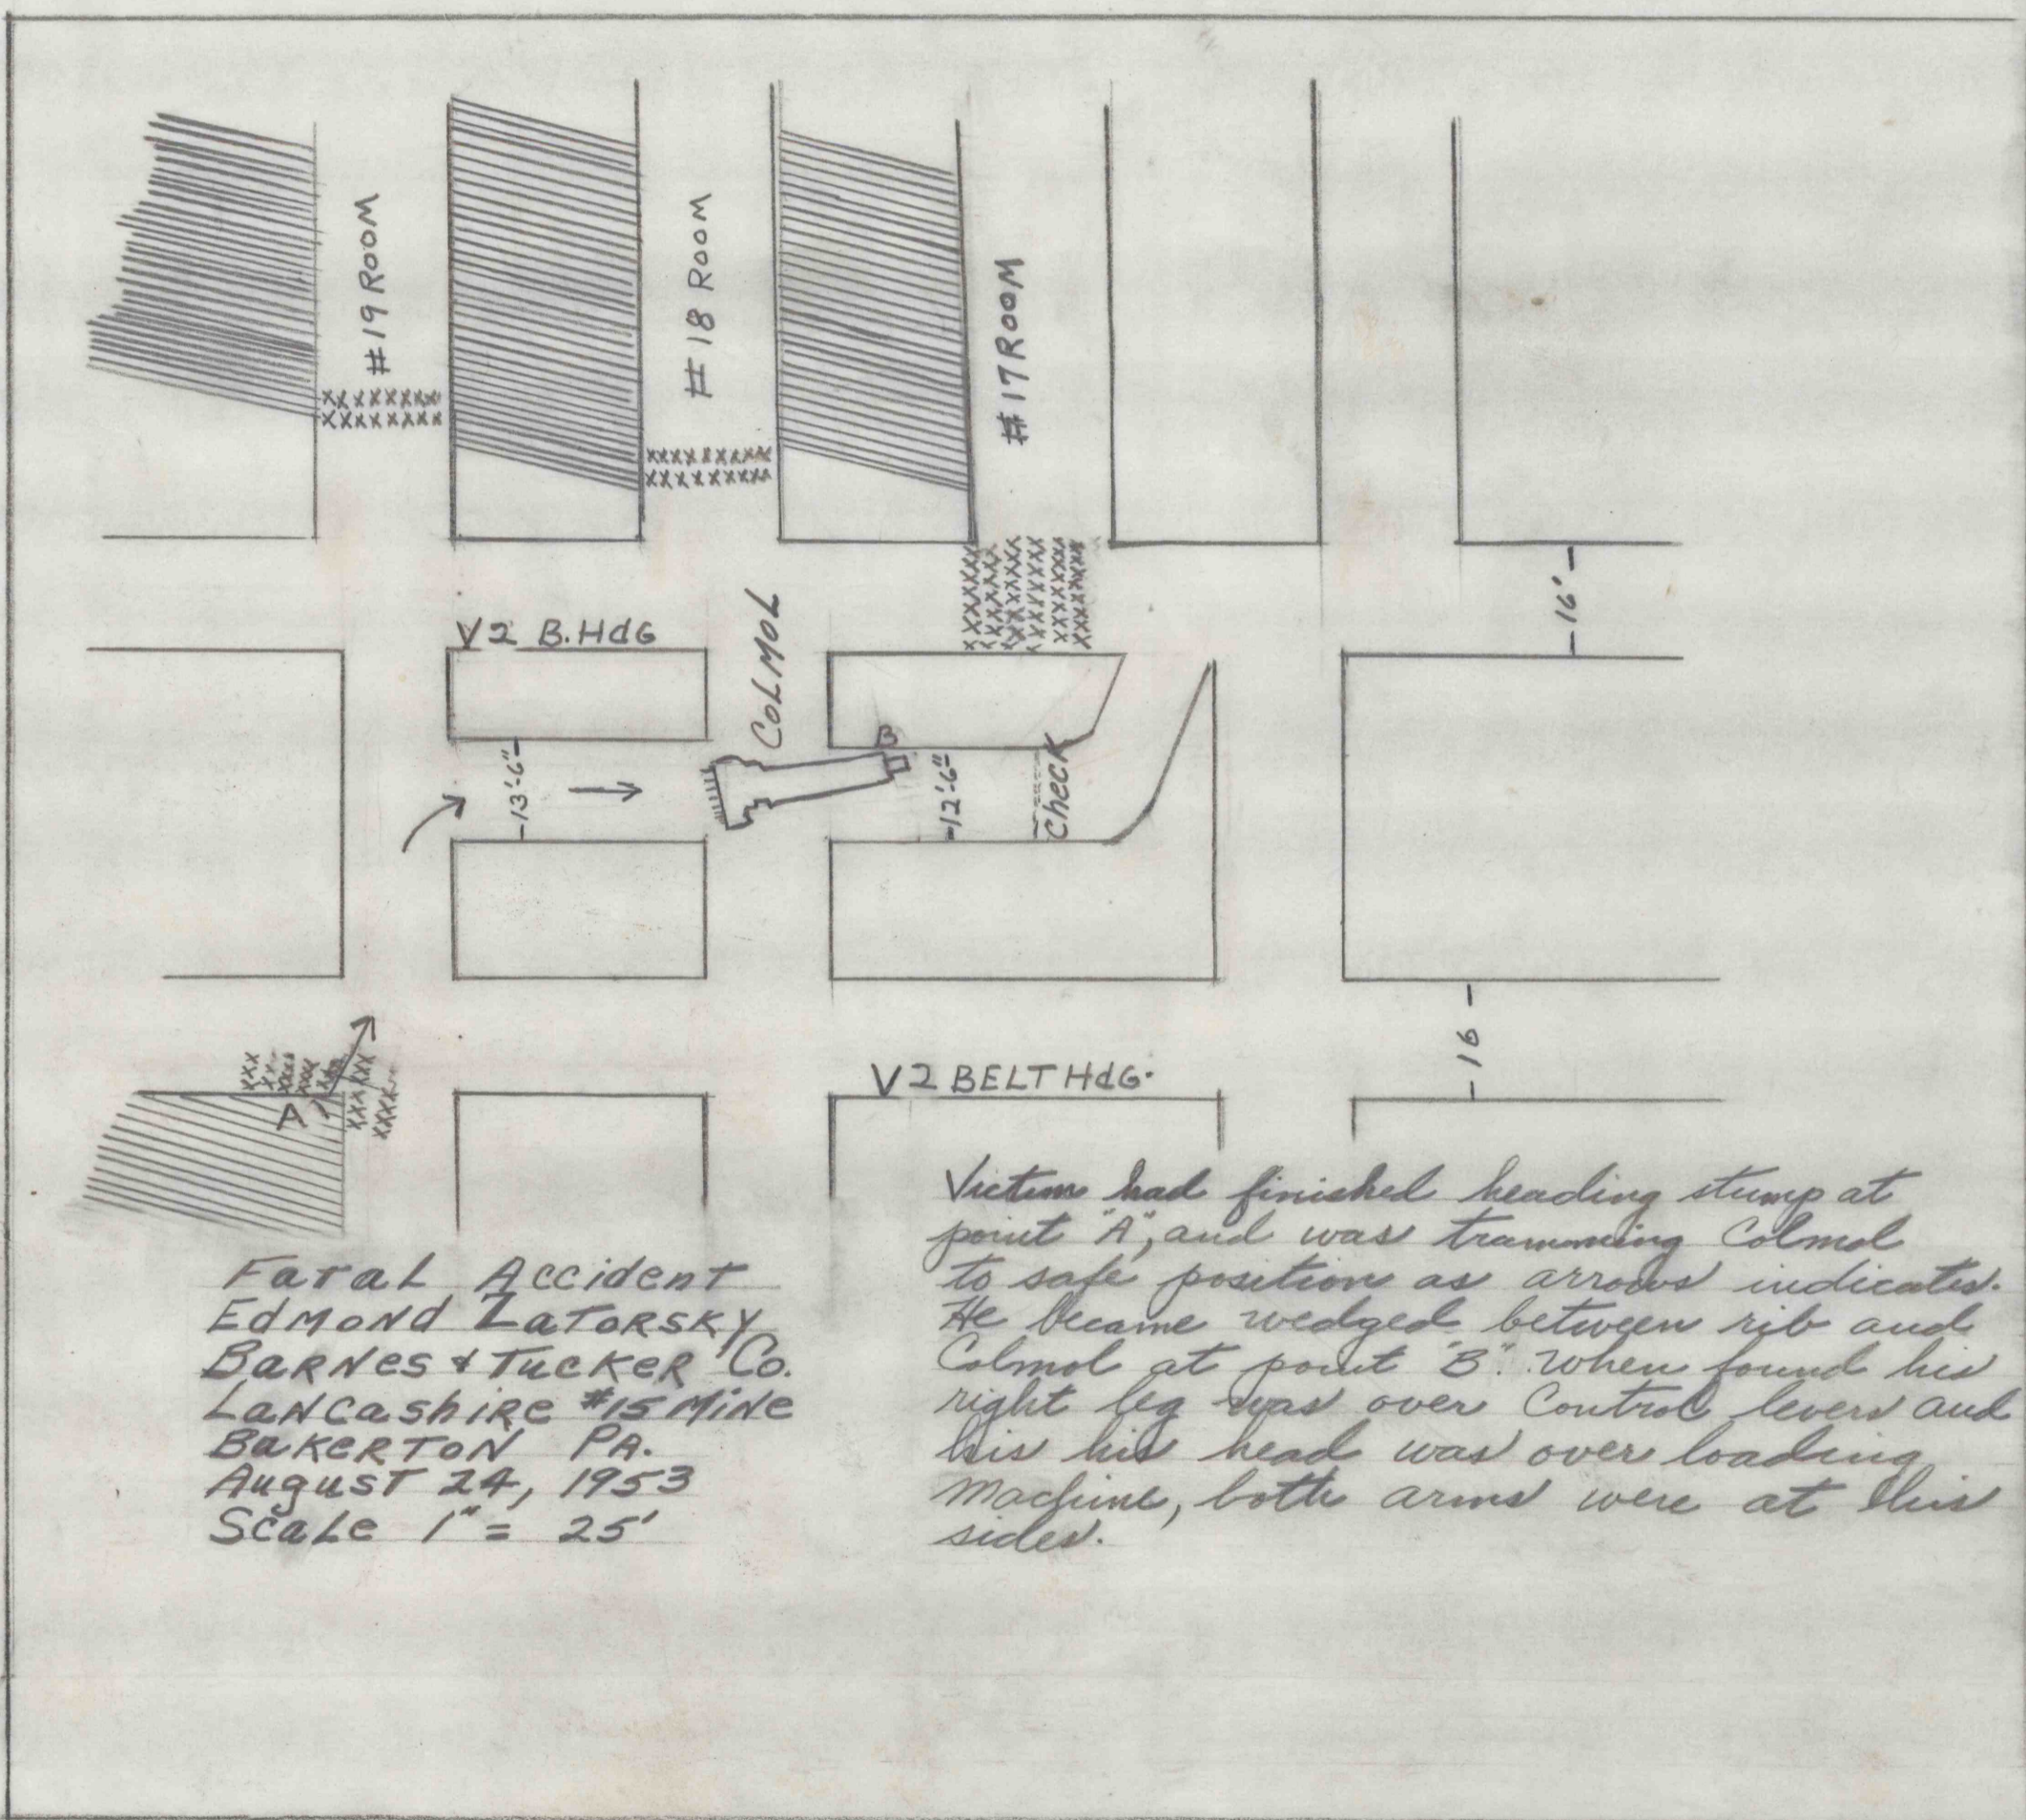 #19 ROOM
#18 ROOM
#17 ROOM
16'
V2 B. HdG
COLMOL
B
13'-6"
12'-6"
Check
A
16
V2 BELT HdG.
Fatal Accident
Edmond Zatorsky
Barnes & Tucker Co.
Lancashire #15 Mine
Bakerton Pa.
August 24, 1953
Scale 1" = 25'
Victim had finished heading stump at
point "A", and was tramming Colmol
to safe position as arrows indicates.
He became wedged between rib and
Colmol at point "B". When found his
right leg was over Control levers and
his his head was over loading
Machine, both arms were at his
sides.